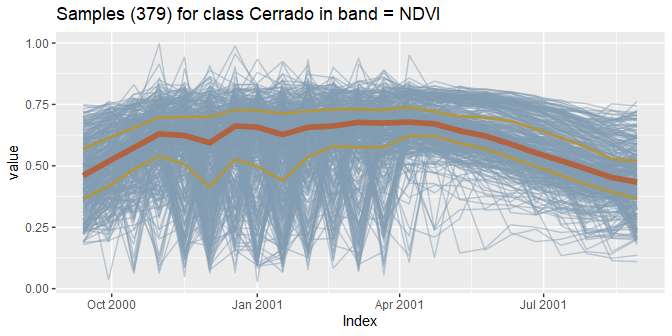 Samples (379) for class Cerrado in band = NDVI
1.00
0.75
0.50
0.25
0.00
value
Oct 2000 Jan 2001 Apr 2001 Jul 2001
Index